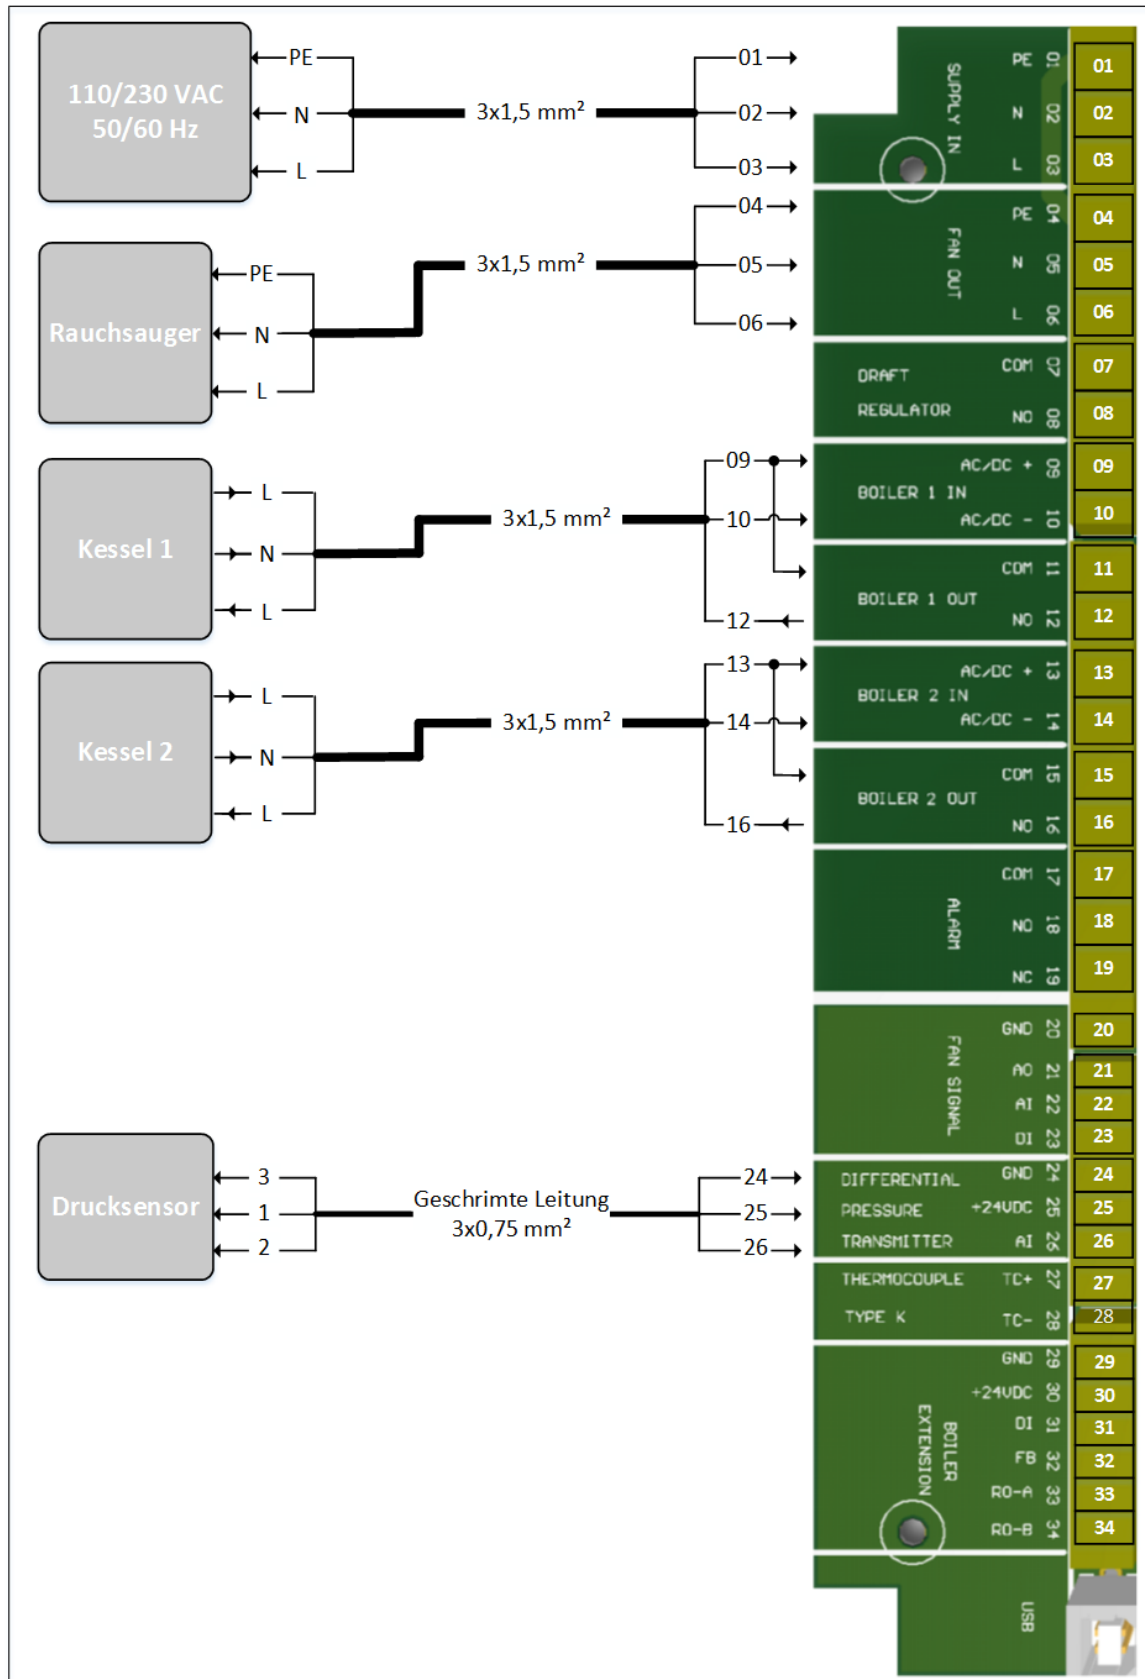 110/230 VAC
50/60 Hz
PE
N
L
3x1,5 mm²
01
02
03
Rauchsauger
PE
N
L
3x1,5 mm²
04
05
06
Kessel 1
L
N
L
3x1,5 mm²
09
10
12
Kessel 2
L
N
L
3x1,5 mm²
13
14
16
Drucksensor
3
1
2
Geschrimte Leitung
3x0,75 mm²
24
25
26
SUPPLY IN
PE 01 01
N 02 02
L 03 03
FAN OUT
PE 04 04
N 05 05
L 06 06
DRAFT
REGULATOR
COM 07 07
NO 08 08
BOILER 1 IN
AC/DC + 09 09
AC/DC - 10 10
BOILER 1 OUT
COM 11 11
NO 12 12
BOILER 2 IN
AC/DC + 13 13
AC/DC - 14 14
BOILER 2 OUT
COM 15 15
NO 16 16
ALARM
COM 17 17
NO 18 18
NC 19 19
FAN SIGNAL
GND 20 20
AO 21 21
AI 22 22
DI 23 23
DIFFERENTIAL
PRESSURE
TRANSMITTER
GND 24 24
+24VDC 25 25
AI 26 26
THERMOCOUPLE
TYPE K
TC+ 27 27
TC- 28 28
BOILER
EXTENSION
GND 29 29
+24VDC 30 30
DI 31 31
FB 32 32
RO-A 33 33
RO-B 34 34
USB